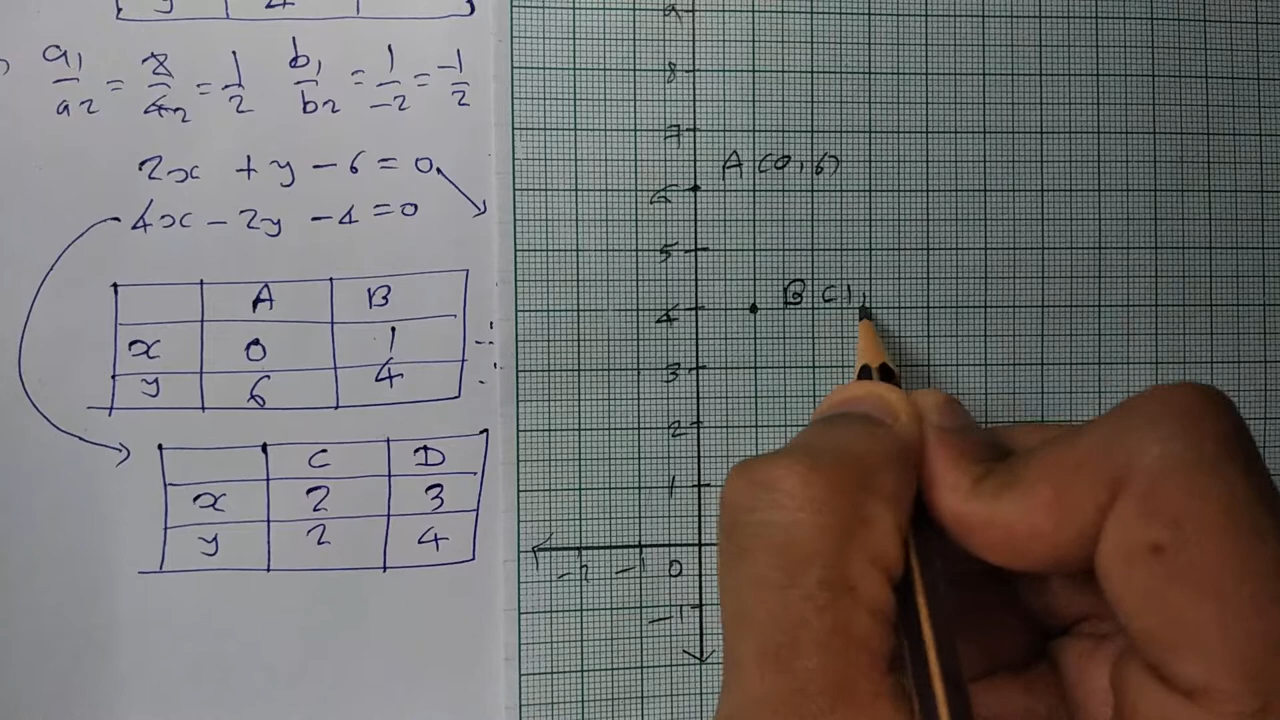 y 4
a1/a2 = 2/42 = 1/2 b1/b2 = 1/-2 = -1/2
2x + y - 6 = 0
4x - 2y - 4 = 0
A B
x 0 1
y 6 4
C D
x 2 3
y 2 4
9
8
7
A (0, 6)
6
5
B (1,
4
3
2
1
-2 -1 0
-1